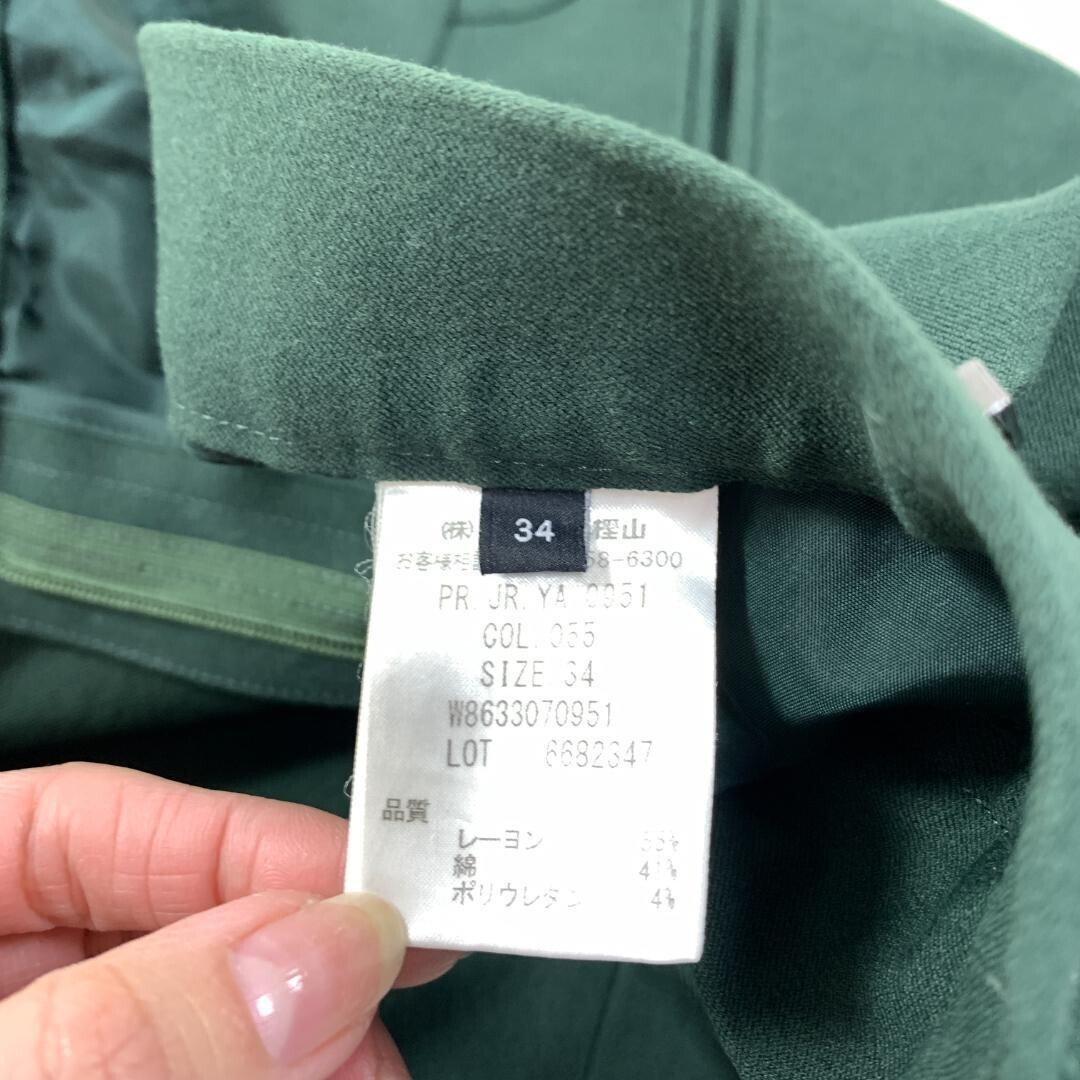 (株) 34 樫山
お客様相 58-6300
PR.JR.YA 0951
COL.055
SIZE 34
W8633070951
LOT 6682347
品質
レーヨン 55%
綿 41%
ポリウレタン 4%